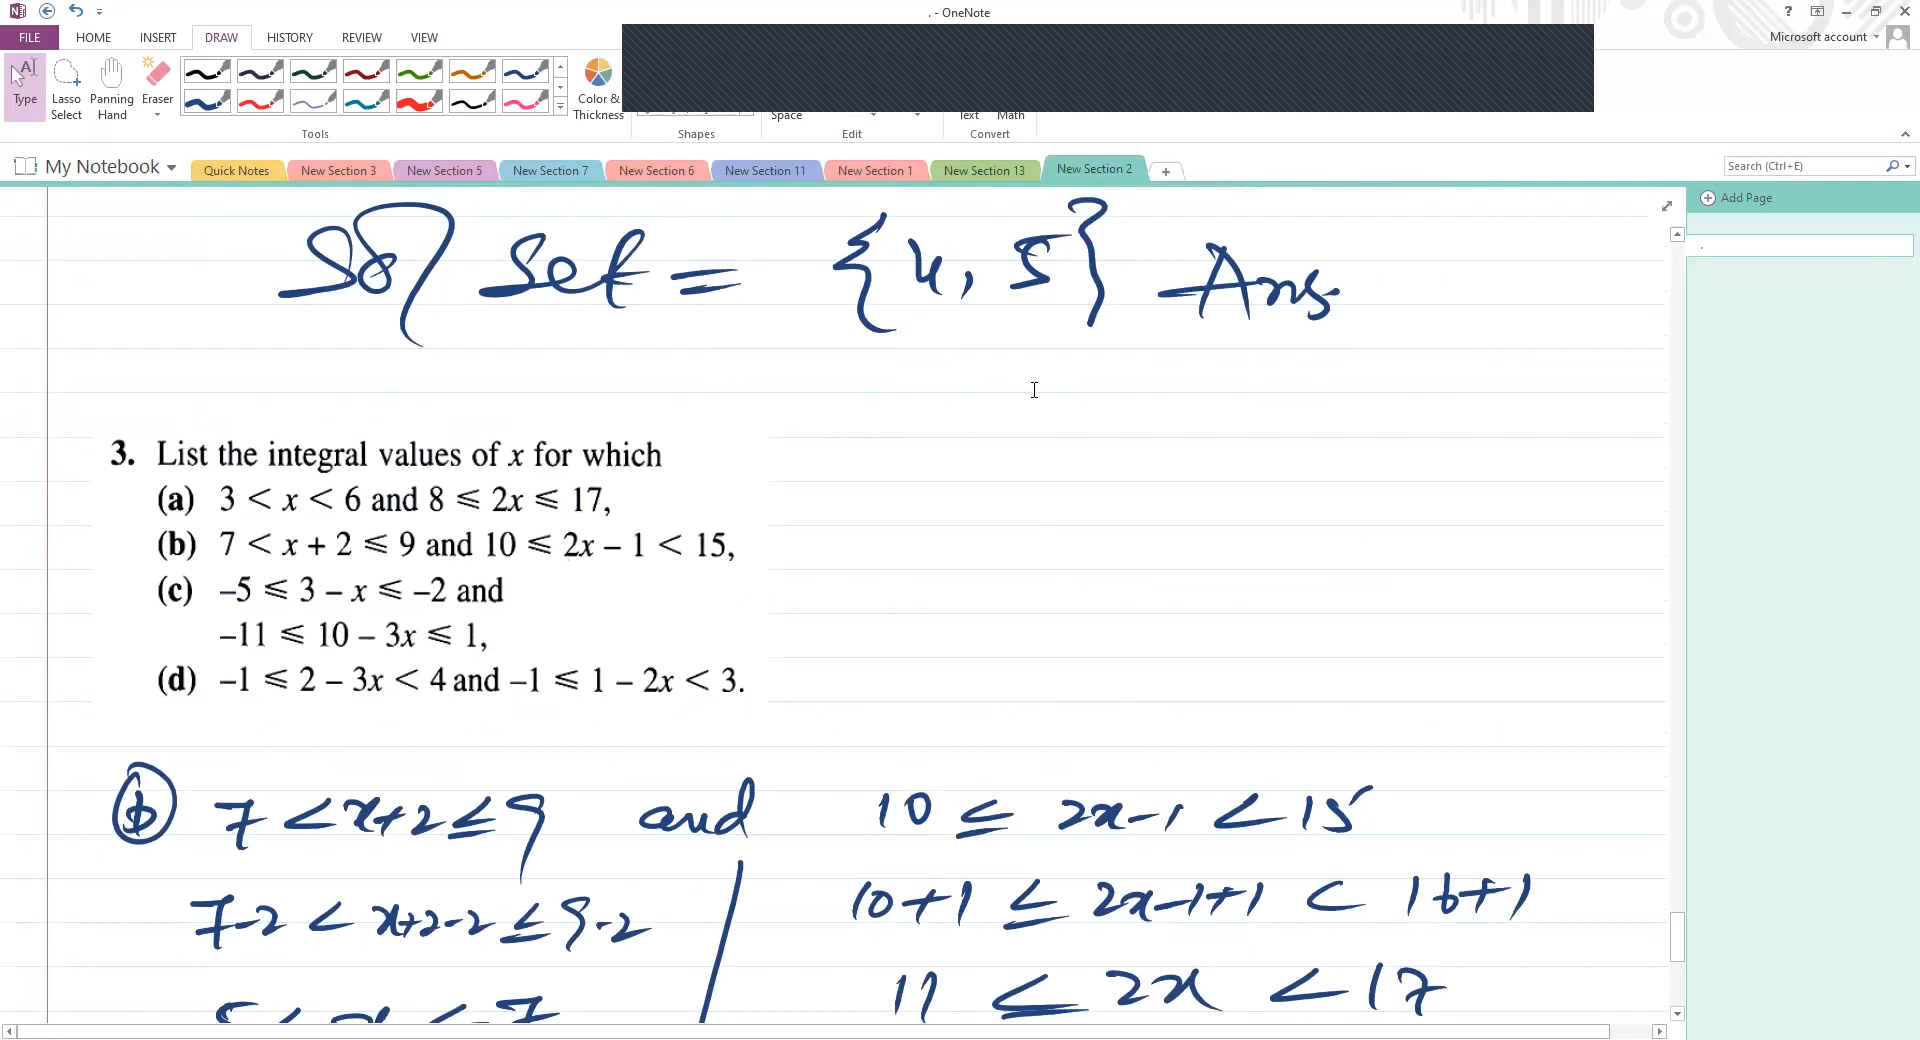 . - OneNote
?
FILE HOME INSERT DRAW HISTORY REVIEW VIEW
Microsoft account
Type
Lasso Select
Panning Hand
Eraser
Color & Thickness
Space
Text
Math
Tools
Shapes
Edit
Convert
My Notebook
Quick Notes New Section 3 New Section 5 New Section 7 New Section 6 New Section 11 New Section 1 New Section 13 New Section 2 +
Search (Ctrl+E)
Add Page
.
Sol Set = {4, 5} Ans.
3. List the integral values of x for which
(a) 3 < x < 6 and 8 ⩽ 2x ⩽ 17,
(b) 7 < x + 2 ⩽ 9 and 10 ⩽ 2x – 1 < 15,
(c) –5 ⩽ 3 – x ⩽ –2 and
–11 ⩽ 10 – 3x ⩽ 1,
(d) –1 ⩽ 2 – 3x < 4 and –1 ⩽ 1 – 2x < 3.
ⓑ 7 < x+2 ≤ 9 and 10 ≤ 2x-1 < 15
7-2 < x+2-2 ≤ 9-2 10+1 ≤ 2x-1+1 < 16+1
11 ≤ 2x < 17